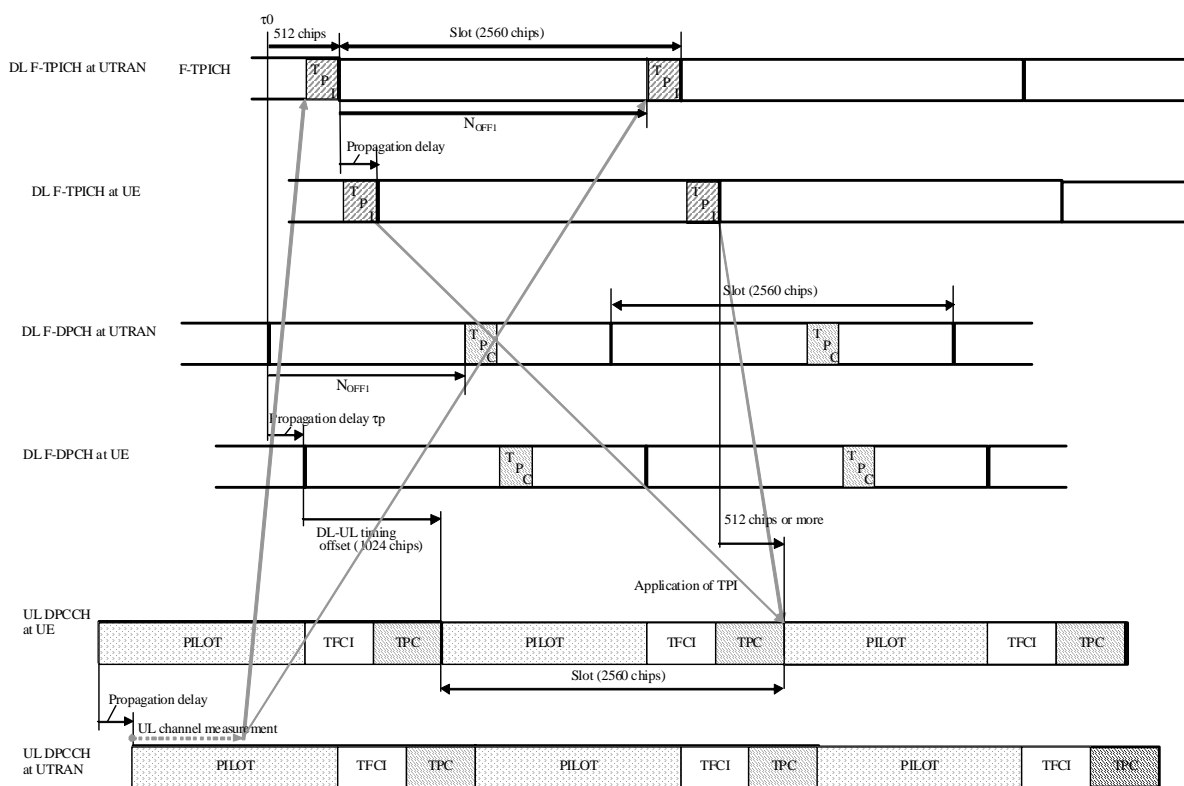 τ0
512 chips
Slot (2560 chips)
DL F-TPICH at UTRAN
F-TPICH
T P I
T P I
NOFF1
Propagation delay
DL F-TPICH at UE
T P I
T P I
Slot (2560 chips)
DL F-DPCH at UTRAN
T P C
T P C
NOFF1
Propagation delay τp
DL F-DPCH at UE
T P C
T P C
512 chips or more
DL-UL timing
offset (1024 chips)
Application of TPI
UL DPCCH
at UE
PILOT TFCI TPC PILOT TFCI TPC PILOT TFCI TPC
Slot (2560 chips)
Propagation delay
UL channel measurement
UL DPCCH
at UTRAN
PILOT TFCI TPC PILOT TFCI TPC PILOT TFCI TPC